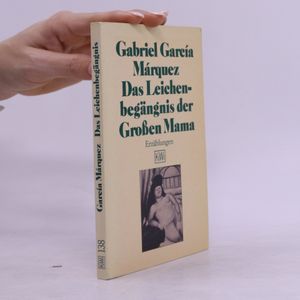 Gabriel García
Márquez
Das Leichen-
begängnis der
Großen Mama
Erzählungen
KiWi
García Márquez Das Leichenbegängnis
KiWi 138